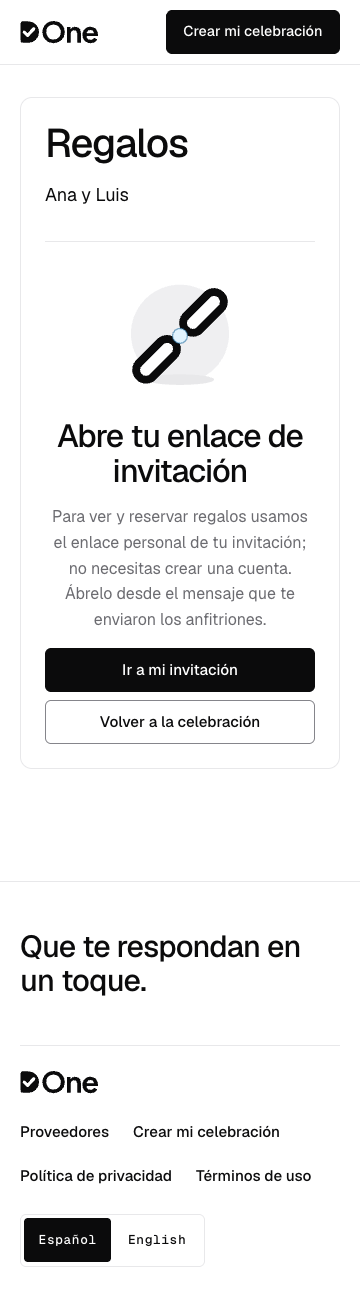 One
Crear mi celebración
Regalos
Ana y Luis
Abre tu enlace de
invitación
Para ver y reservar regalos usamos
el enlace personal de tu invitación;
no necesitas crear una cuenta.
Ábrelo desde el mensaje que te
enviaron los anfitriones.
Ir a mi invitación
Volver a la celebración
Que te respondan en
un toque.
One
Proveedores Crear mi celebración
Política de privacidad Términos de uso
Español English